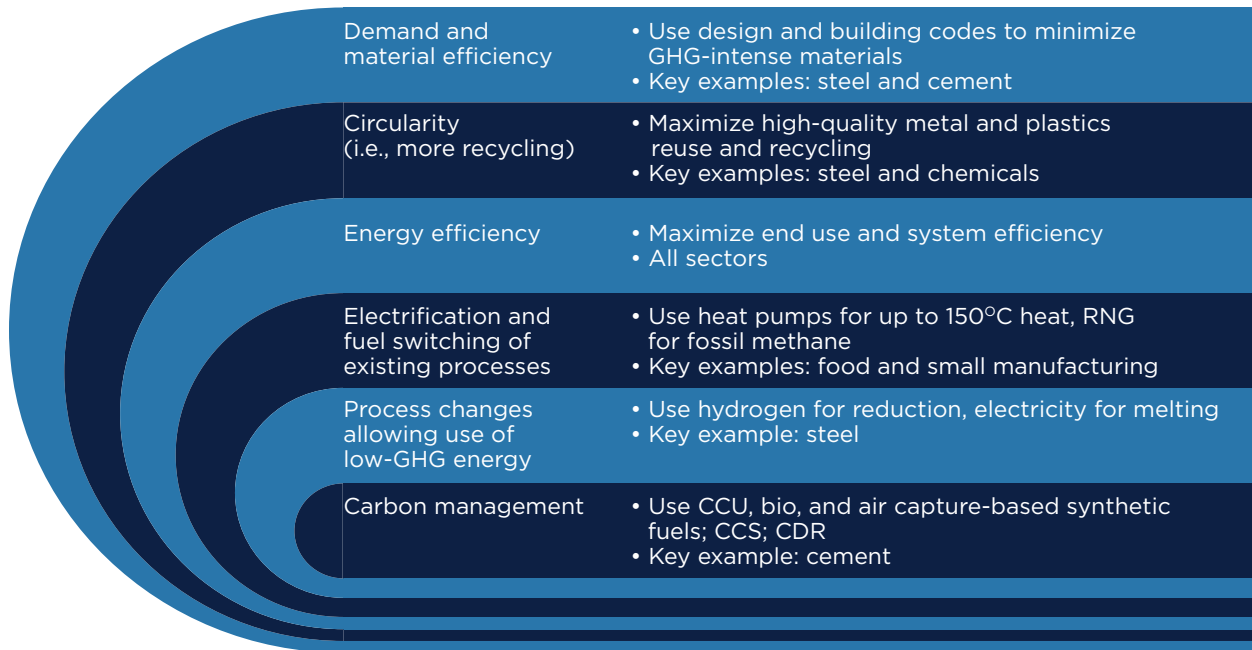 Demand and
material efficiency
• Use design and building codes to minimize
GHG-intense materials
• Key examples: steel and cement
Circularity
(i.e., more recycling)
• Maximize high-quality metal and plastics
reuse and recycling
• Key examples: steel and chemicals
Energy efficiency
• Maximize end use and system efficiency
• All sectors
Electrification and
fuel switching of
existing processes
• Use heat pumps for up to 150°C heat, RNG
for fossil methane
• Key examples: food and small manufacturing
Process changes
allowing use of
low-GHG energy
• Use hydrogen for reduction, electricity for melting
• Key example: steel
Carbon management
• Use CCU, bio, and air capture-based synthetic
fuels; CCS; CDR
• Key example: cement